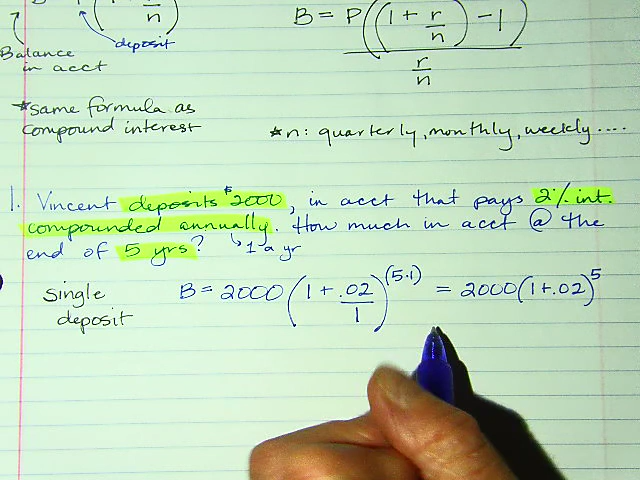 B = P((1 + r/n) - 1)
r/n
r
n
deposit
Balance
in acct
*same formula as
compound interest
*n: quarterly, monthly, weekly ....
1. Vincent deposits $2000, in acct that pays 2% int.
compounded annually. How much in acct @ the
end of 5 yrs? 1 a yr
Single
deposit
B = 2000(1 + .02/1)^(5·1) = 2000(1+.02)^5